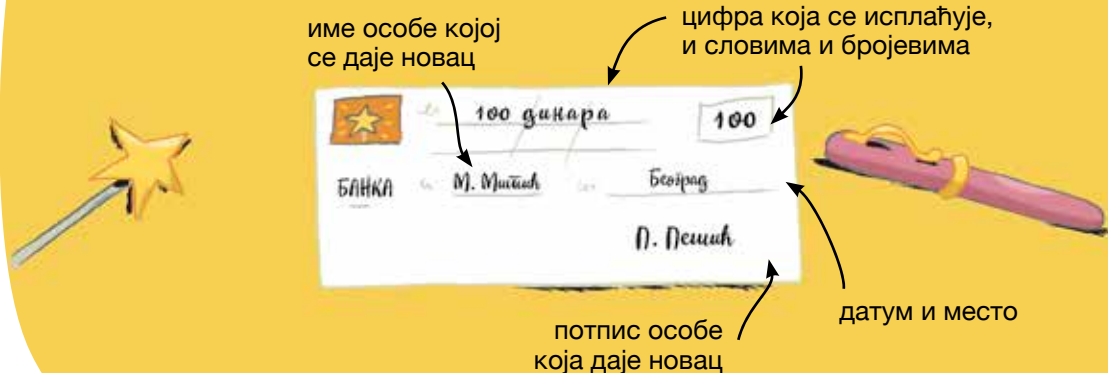 име особе којој
се даје новац
цифра која се исплаћује,
и словима и бројевима
100 динара
100
БАНКА
М. Митић
Београд
П. Пешић
датум и место
потпис особе
која даје новац